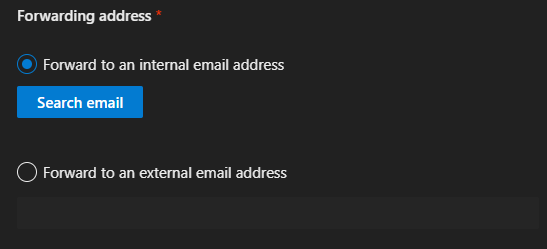 Forwarding address *
Forward to an internal email address
Search email
Forward to an external email address